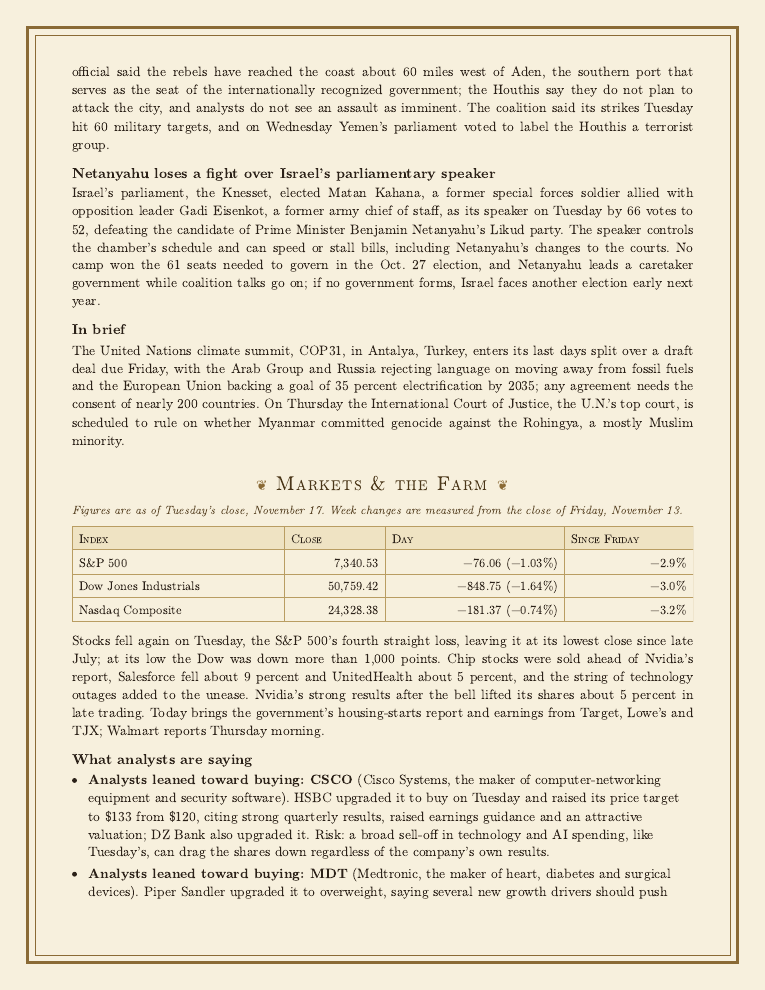 official said the rebels have reached the coast about 60 miles west of Aden, the southern port that
serves as the seat of the internationally recognized government; the Houthis say they do not plan to
attack the city, and analysts do not see an assault as imminent. The coalition said its strikes Tuesday
hit 60 military targets, and on Wednesday Yemen's parliament voted to label the Houthis a terrorist
group.
Netanyahu loses a fight over Israel's parliamentary speaker
Israel's parliament, the Knesset, elected Matan Kahana, a former special forces soldier allied with
opposition leader Gadi Eisenkot, a former army chief of staff, as its speaker on Tuesday by 66 votes to
52, defeating the candidate of Prime Minister Benjamin Netanyahu's Likud party. The speaker controls
the chamber's schedule and can speed or stall bills, including Netanyahu's changes to the courts. No
camp won the 61 seats needed to govern in the Oct. 27 election, and Netanyahu leads a caretaker
government while coalition talks go on; if no government forms, Israel faces another election early next
year.
In brief
The United Nations climate summit, COP31, in Antalya, Turkey, enters its last days split over a draft
deal due Friday, with the Arab Group and Russia rejecting language on moving away from fossil fuels
and the European Union backing a goal of 35 percent electrification by 2035; any agreement needs the
consent of nearly 200 countries. On Thursday the International Court of Justice, the U.N.'s top court, is
scheduled to rule on whether Myanmar committed genocide against the Rohingya, a mostly Muslim
minority.
❦ Markets & the Farm ❦
Figures are as of Tuesday's close, November 17. Week changes are measured from the close of Friday, November 13.
Index Close Day Since Friday
S&P 500 7,340.53 −76.06 (−1.03%) −2.9%
Dow Jones Industrials 50,759.42 −848.75 (−1.64%) −3.0%
Nasdaq Composite 24,328.38 −181.37 (−0.74%) −3.2%
Stocks fell again on Tuesday, the S&P 500's fourth straight loss, leaving it at its lowest close since late
July; at its low the Dow was down more than 1,000 points. Chip stocks were sold ahead of Nvidia's
report, Salesforce fell about 9 percent and UnitedHealth about 5 percent, and the string of technology
outages added to the unease. Nvidia's strong results after the bell lifted its shares about 5 percent in
late trading. Today brings the government's housing-starts report and earnings from Target, Lowe's and
TJX; Walmart reports Thursday morning.
What analysts are saying
• Analysts leaned toward buying: CSCO (Cisco Systems, the maker of computer-networking
equipment and security software). HSBC upgraded it to buy on Tuesday and raised its price target
to $133 from $120, citing strong quarterly results, raised earnings guidance and an attractive
valuation; DZ Bank also upgraded it. Risk: a broad sell-off in technology and AI spending, like
Tuesday's, can drag the shares down regardless of the company's own results.
• Analysts leaned toward buying: MDT (Medtronic, the maker of heart, diabetes and surgical
devices). Piper Sandler upgraded it to overweight, saying several new growth drivers should push